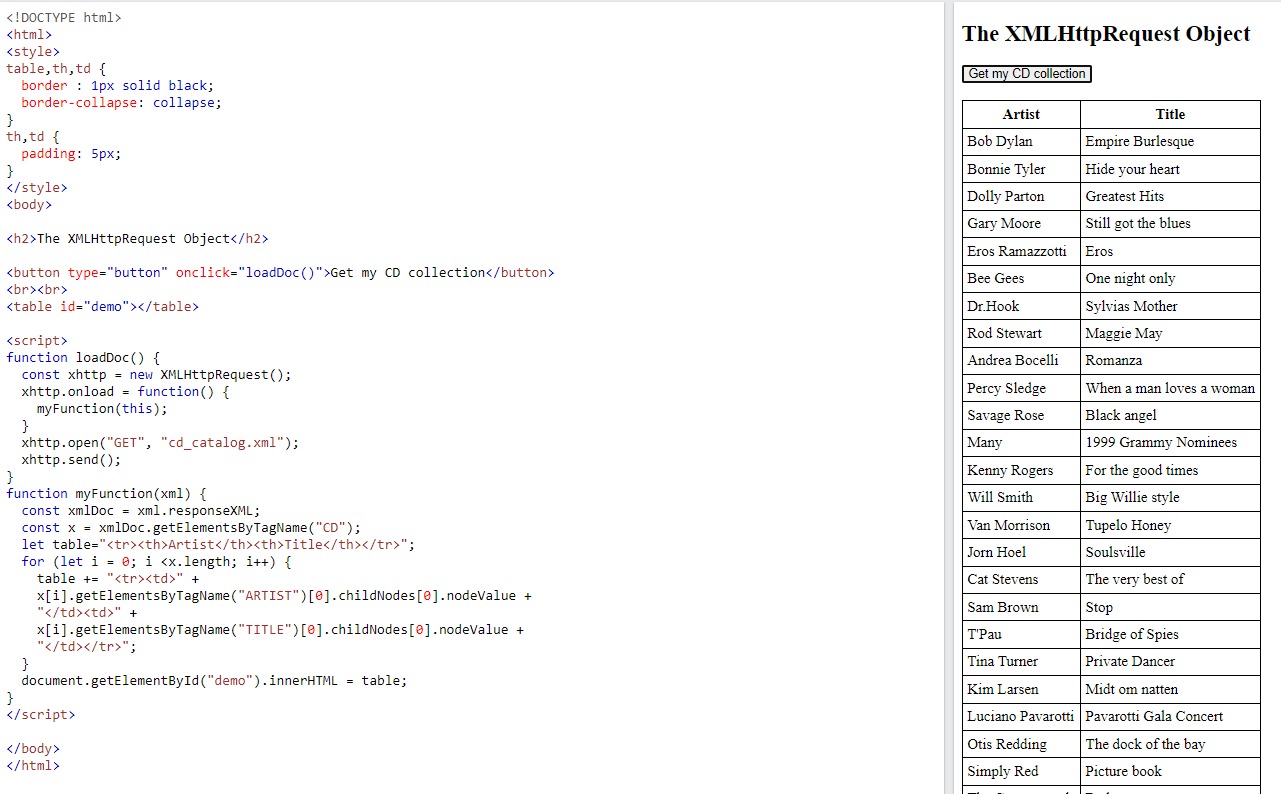 <!DOCTYPE html>
<html>
<style>
table,th,td {
  border : 1px solid black;
  border-collapse: collapse;
}
th,td {
  padding: 5px;
}
</style>
<body>

<h2>The XMLHttpRequest Object</h2>

<button type="button" onclick="loadDoc()">Get my CD collection</button>
<br><br>
<table id="demo"></table>

<script>
function loadDoc() {
  const xhttp = new XMLHttpRequest();
  xhttp.onload = function() {
    myFunction(this);
  }
  xhttp.open("GET", "cd_catalog.xml");
  xhttp.send();
}
function myFunction(xml) {
  const xmlDoc = xml.responseXML;
  const x = xmlDoc.getElementsByTagName("CD");
  let table="<tr><th>Artist</th><th>Title</th></tr>";
  for (let i = 0; i <x.length; i++) {
    table += "<tr><td>" +
    x[i].getElementsByTagName("ARTIST")[0].childNodes[0].nodeValue +
    "</td><td>" +
    x[i].getElementsByTagName("TITLE")[0].childNodes[0].nodeValue +
    "</td></tr>";
  }
  document.getElementById("demo").innerHTML = table;
}
</script>

</body>
</html>
The XMLHttpRequest Object
Get my CD collection
Artist Title
Bob Dylan Empire Burlesque
Bonnie Tyler Hide your heart
Dolly Parton Greatest Hits
Gary Moore Still got the blues
Eros Ramazzotti Eros
Bee Gees One night only
Dr.Hook Sylvias Mother
Rod Stewart Maggie May
Andrea Bocelli Romanza
Percy Sledge When a man loves a woman
Savage Rose Black angel
Many 1999 Grammy Nominees
Kenny Rogers For the good times
Will Smith Big Willie style
Van Morrison Tupelo Honey
Jorn Hoel Soulsville
Cat Stevens The very best of
Sam Brown Stop
T'Pau Bridge of Spies
Tina Turner Private Dancer
Kim Larsen Midt om natten
Luciano Pavarotti Pavarotti Gala Concert
Otis Redding The dock of the bay
Simply Red Picture book